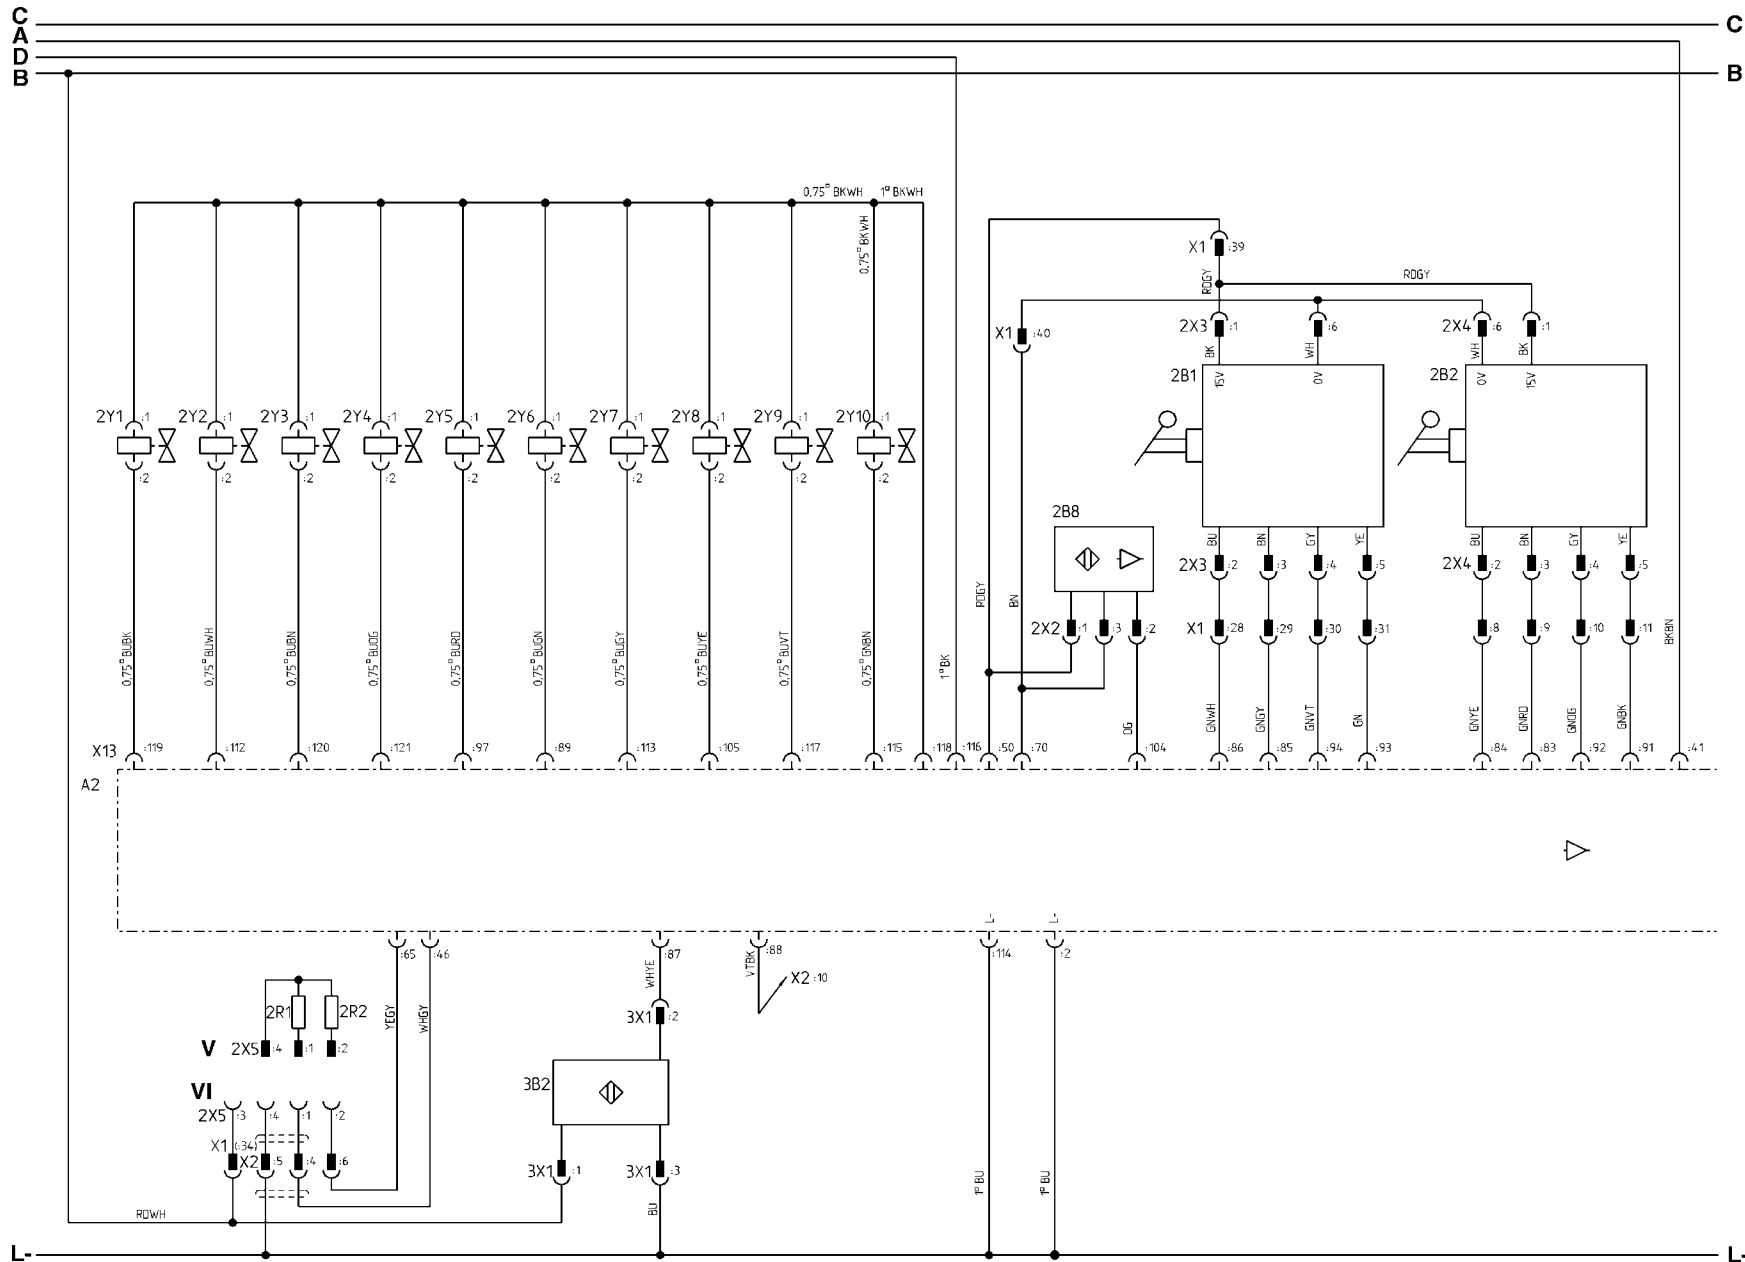 C C
A
D
B B
0,75° BKWH 1° BKWH
0,75° BKWH
X1 :39
RDGY RDGY
X1 :40
2X3 :1 :6 2X4 :6 :1
BK WH WH BK
2B1 15V 0V 2B2 0V 15V
2Y1 :1 2Y2 :1 2Y3 :1 2Y4 :1 2Y5 :1 2Y6 :1 2Y7 :1 2Y8 :1 2Y9 :1 2Y10 :1
:2 :2 :2 :2 :2 :2 :2 :2 :2 :2
2B8
BU BN GY YE BU BN GY YE
2X3 :2 :3 :4 :5 2X4 :2 :3 :4 :5
RDGY BN
2X2 :1 :3 :2 X1 :28 :29 :30 :31 :8 :9 :10 :11
0,75° BUBK 0,75° BUWH 0,75° BUBN 0,75° BUOG 0,75° BURD 0,75° BUGN 0,75° BUGY 0,75° BUYE 0,75° BUVT 0,75° GNBN 1° BK BKBN
OG GNWH GNGY GNVT GN GNYE GNRD GNOG GNBK
X13 :119 :112 :120 :121 :97 :89 :113 :105 :117 :115 :118 :116 :50 :70 :104 :86 :85 :94 :93 :84 :83 :92 :91 :41
A2
L- L-
:65 :46 :87 :88 :114 :2
WHYE VTBK X2 :10
2R1 2R2 YEGY WHGY 3X1 :2
V 2X5 :4 :1 :2
3B2
VI
2X5 :3 :4 :1 :2
X1 (:34)
X2 :5 :4 :6 3X1 :1 3X1 :3
1° BU 1° BU
RDWH BU
L- L-